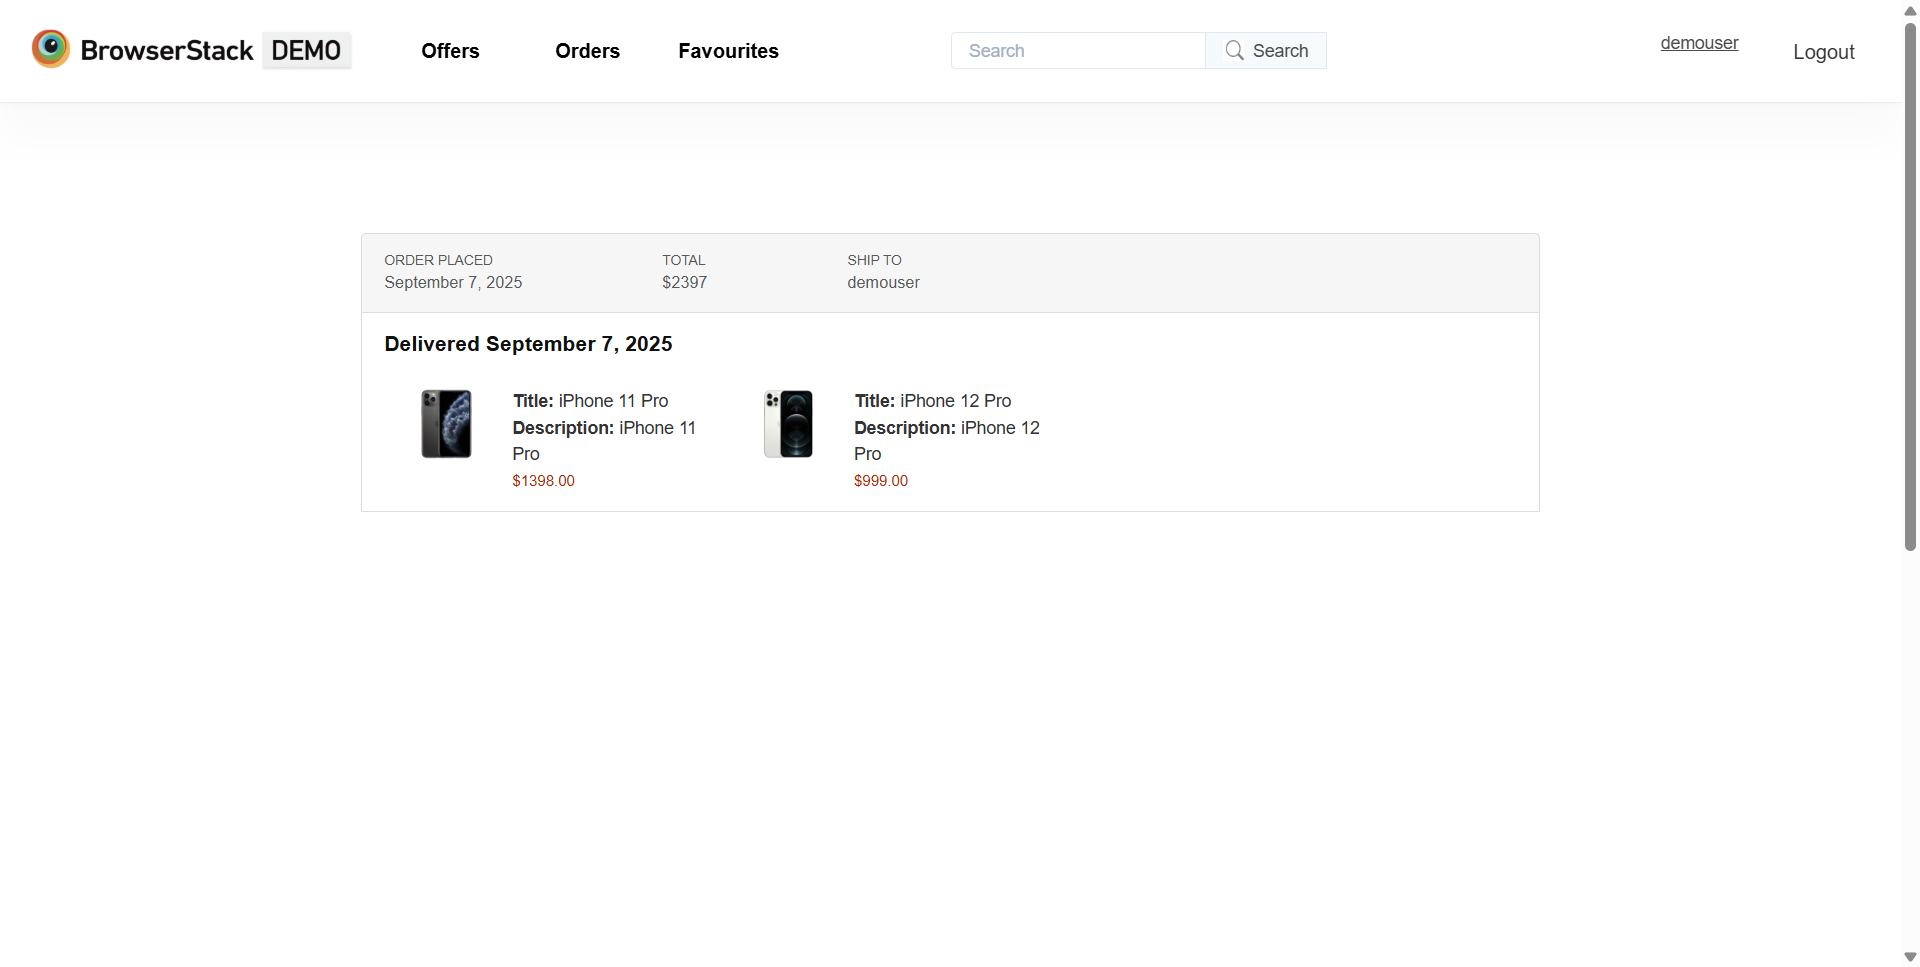 BrowserStack DEMO
Offers
Orders
Favourites
Search
Search
demouser
Logout
ORDER PLACED
September 7, 2025
TOTAL
$2397
SHIP TO
demouser
Delivered September 7, 2025
Title: iPhone 11 Pro
Description: iPhone 11
Pro
$1398.00
Title: iPhone 12 Pro
Description: iPhone 12
Pro
$999.00